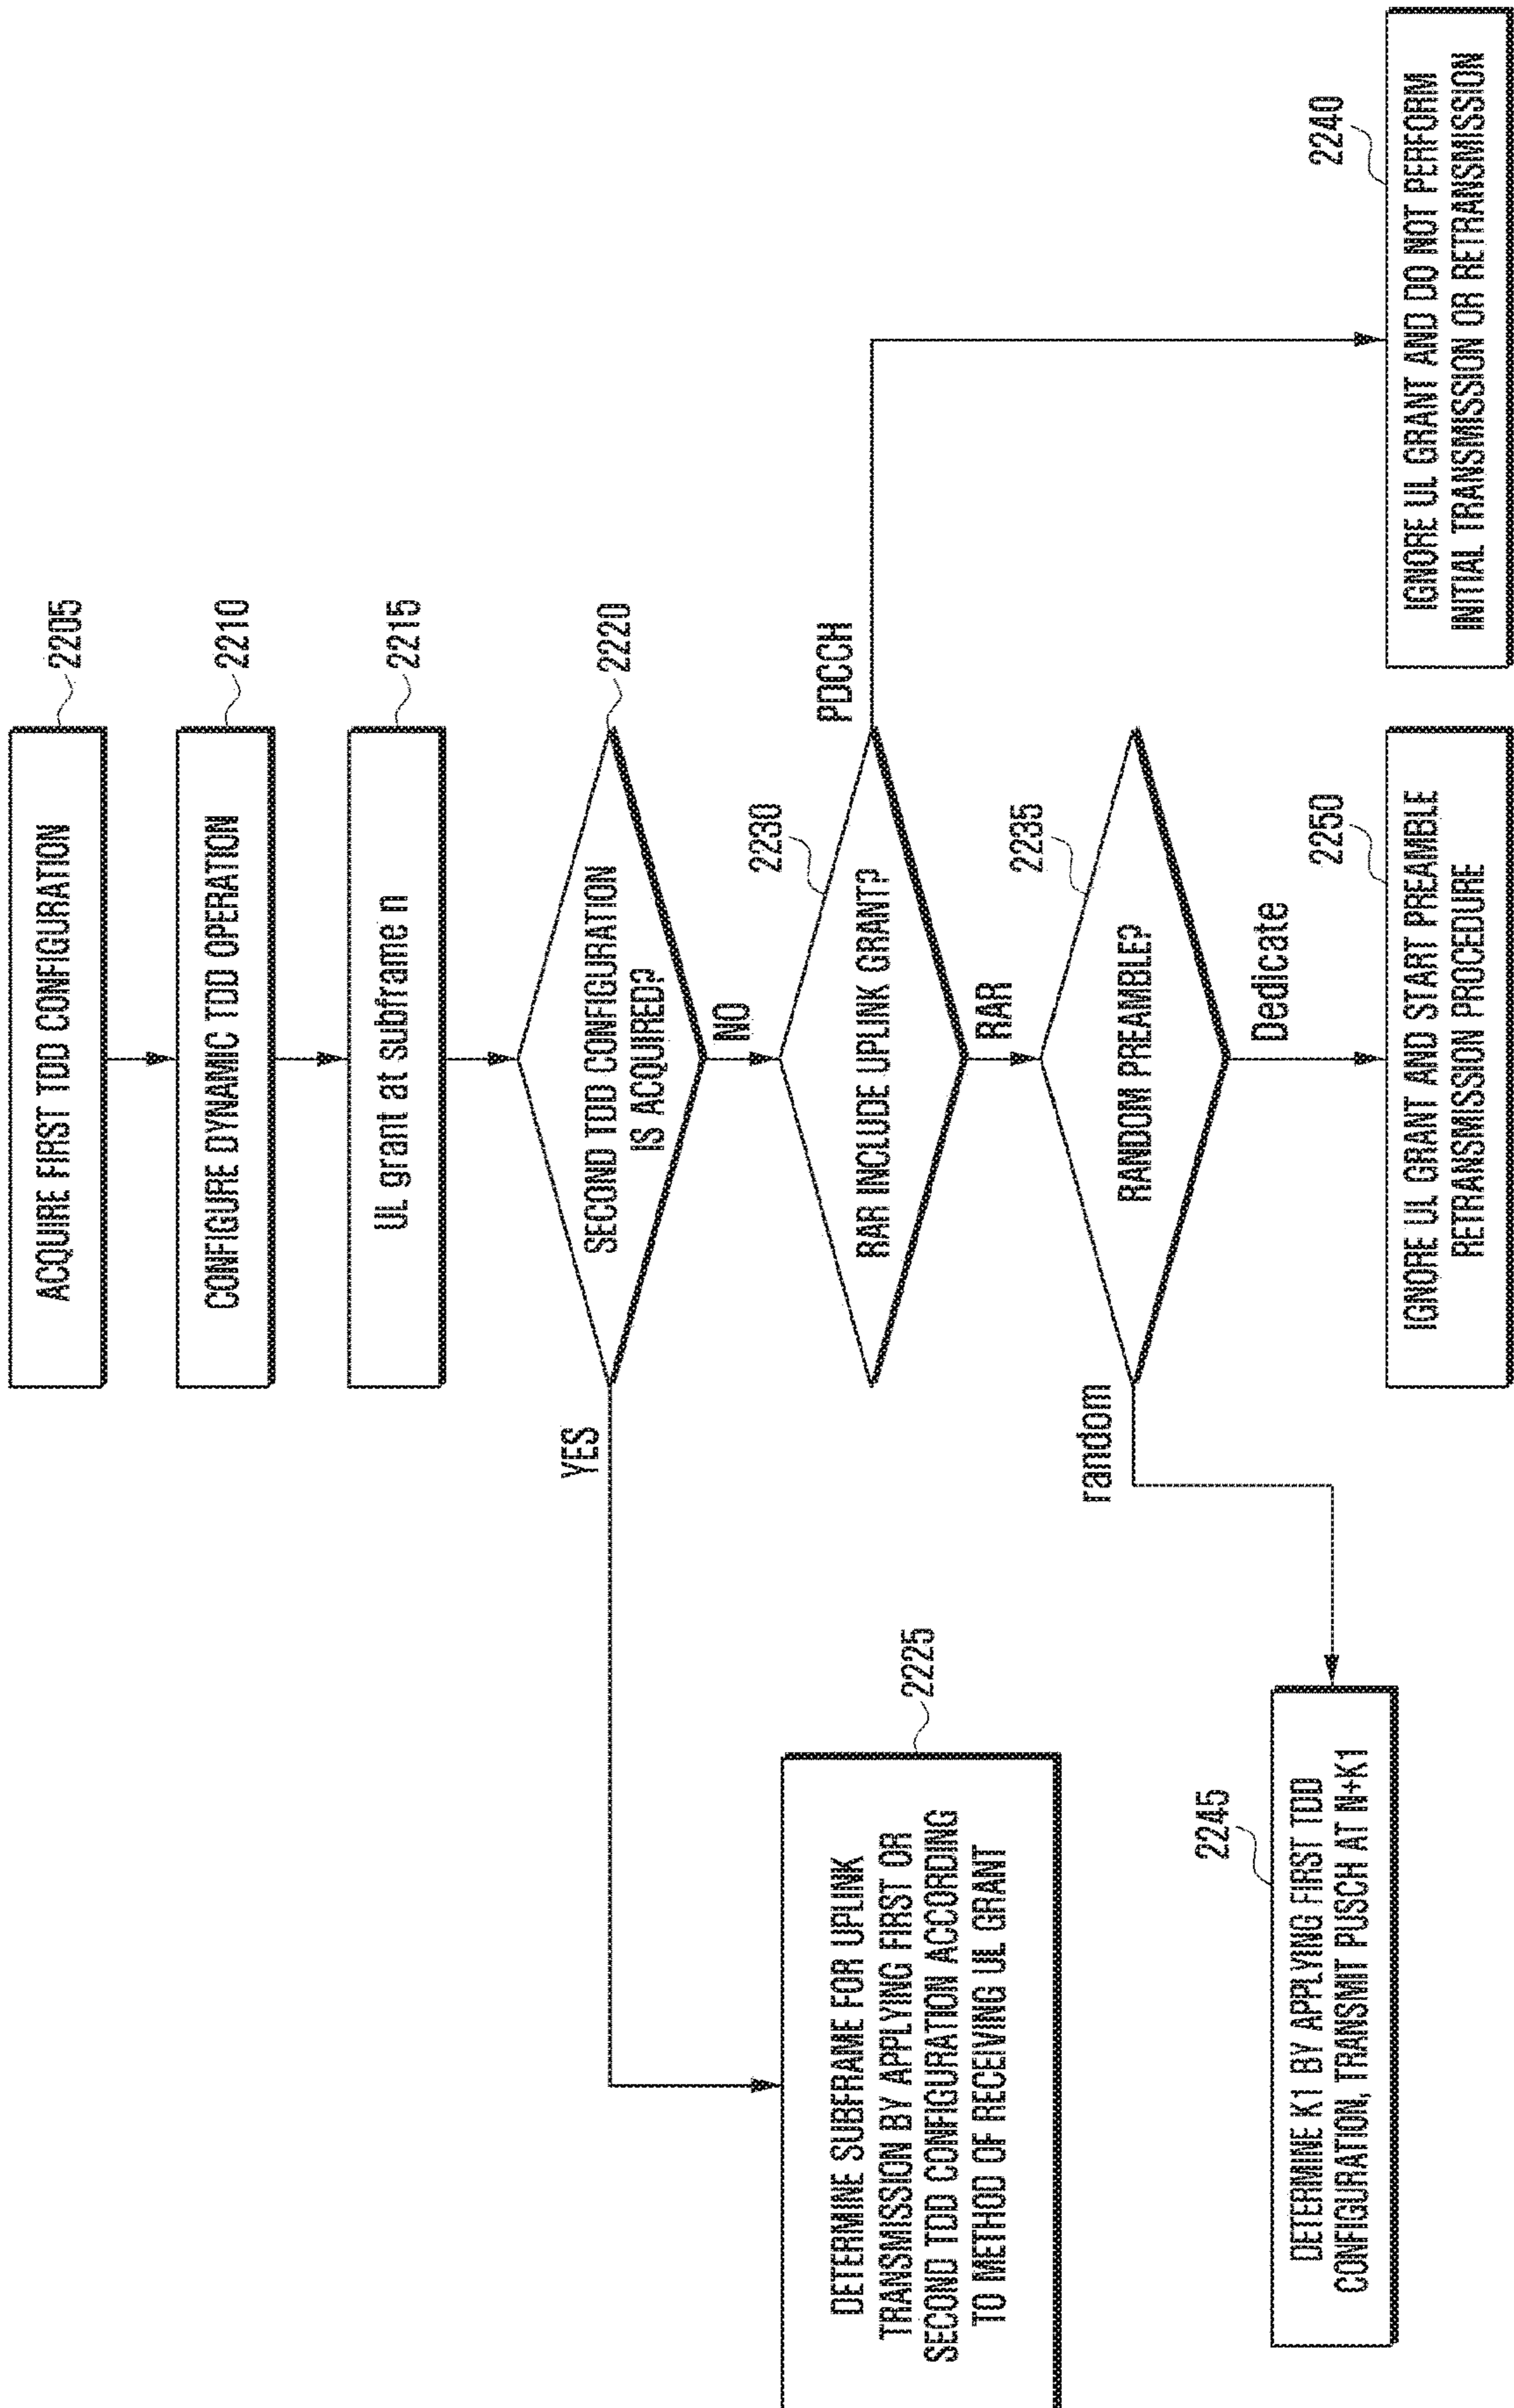 ACQUIRE FIRST TDD CONFIGURATION
2205
CONFIGURE DYNAMIC TDD OPERATION
2210
UL grant at subframe n
2215
SECOND TDD CONFIGURATION
IS ACQUIRED?
2220
YES
NO
DETERMINE SUBFRAME FOR UPLINK
TRANSMISSION BY APPLYING FIRST OR
SECOND TDD CONFIGURATION ACCORDING
TO METHOD OF RECEIVING UL GRANT
2225
RAR INCLUDE UPLINK GRANT?
2230
PDCCH
RAR
RANDOM PREAMBLE?
2235
random
Dedicate
DETERMINE K1 BY APPLYING FIRST TDD
CONFIGURATION, TRANSMIT PUSCH AT N+K1
2245
IGNORE UL GRANT AND START PREAMBLE
RETRANSMISSION PROCEDURE
2250
IGNORE UL GRANT AND DO NOT PERFORM
INITIAL TRANSMISSION OR RETRANSMISSION
2240